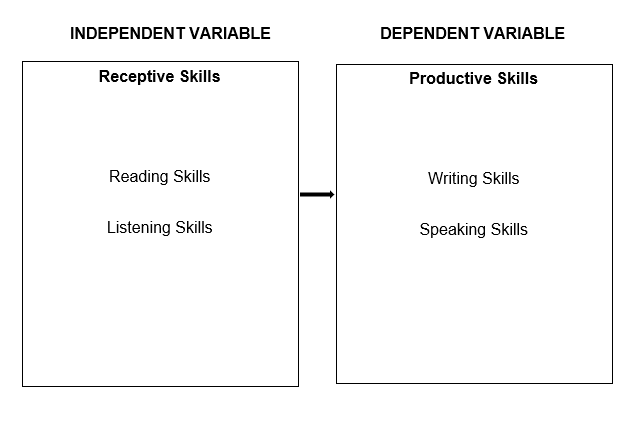 INDEPENDENT VARIABLE
DEPENDENT VARIABLE
Receptive Skills
Reading Skills
Listening Skills
Productive Skills
Writing Skills
Speaking Skills